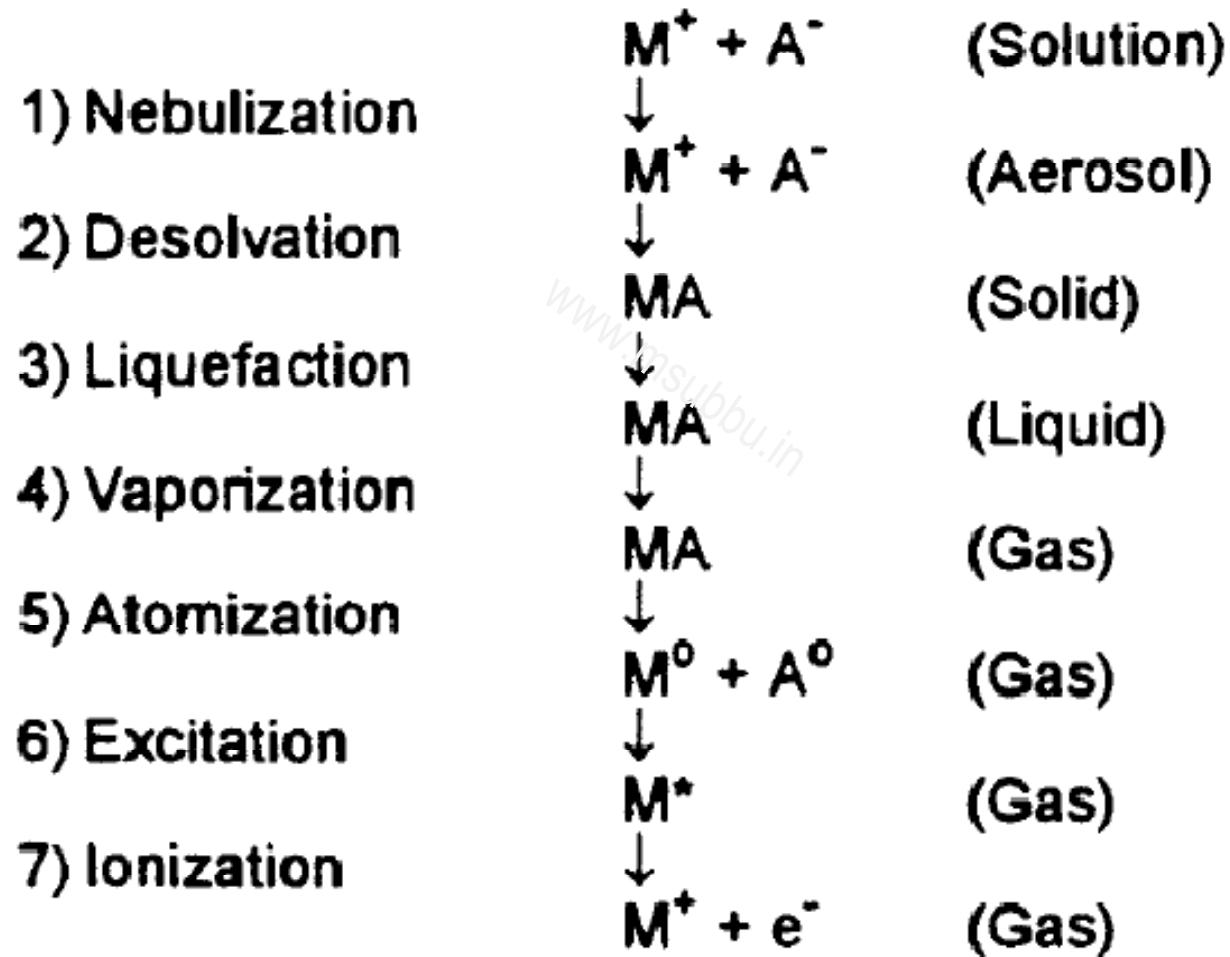 M⁺ + A⁻ (Solution)
1) Nebulization ↓
M⁺ + A⁻ (Aerosol)
2) Desolvation ↓
MA (Solid)
3) Liquefaction ↓
MA (Liquid)
4) Vaporization ↓
MA (Gas)
5) Atomization ↓
M⁰ + A⁰ (Gas)
6) Excitation ↓
M* (Gas)
7) Ionization ↓
M⁺ + e⁻ (Gas)
www.msubbu.in